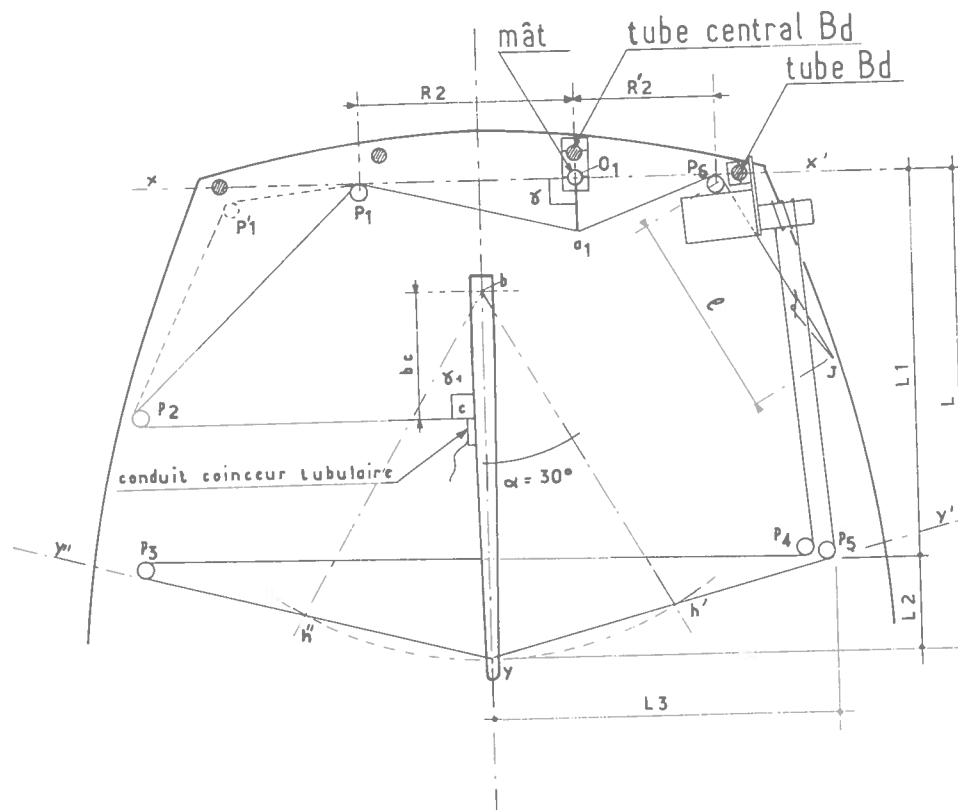 mât
tube central Bd
tube Bd
R2
R'2
x
O1
P6
x'
P'1
P1
γ
a1
b
bc
ℓ
L1
L
J
γ1
c
P2
conduit coinceur tubulaire
α = 30°
y"
P3
P4
P5
y'
h"
h'
L2
y
L3